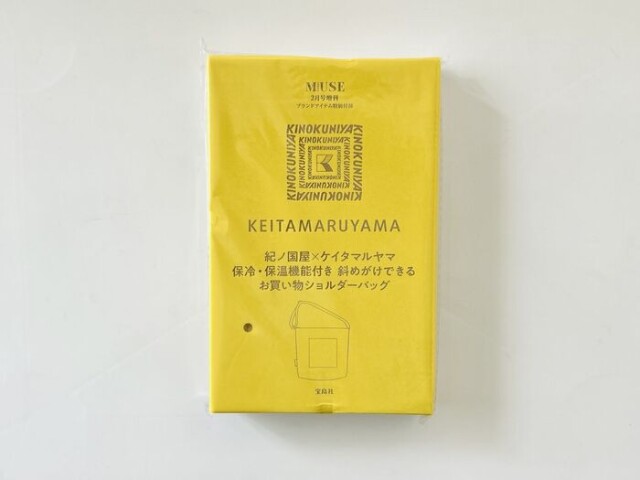 MUSE
2月号増刊
ブランドアイテム特別号
KINOKUNIYA
KINOKUNIYA
KINOKUNIYA
KINOKUNIYA
KEITAMARUYAMA
紀ノ国屋×ケイタマルヤマ
保冷・保温機能付き 斜めがけできる
お買い物ショルダーバッグ
宝島社